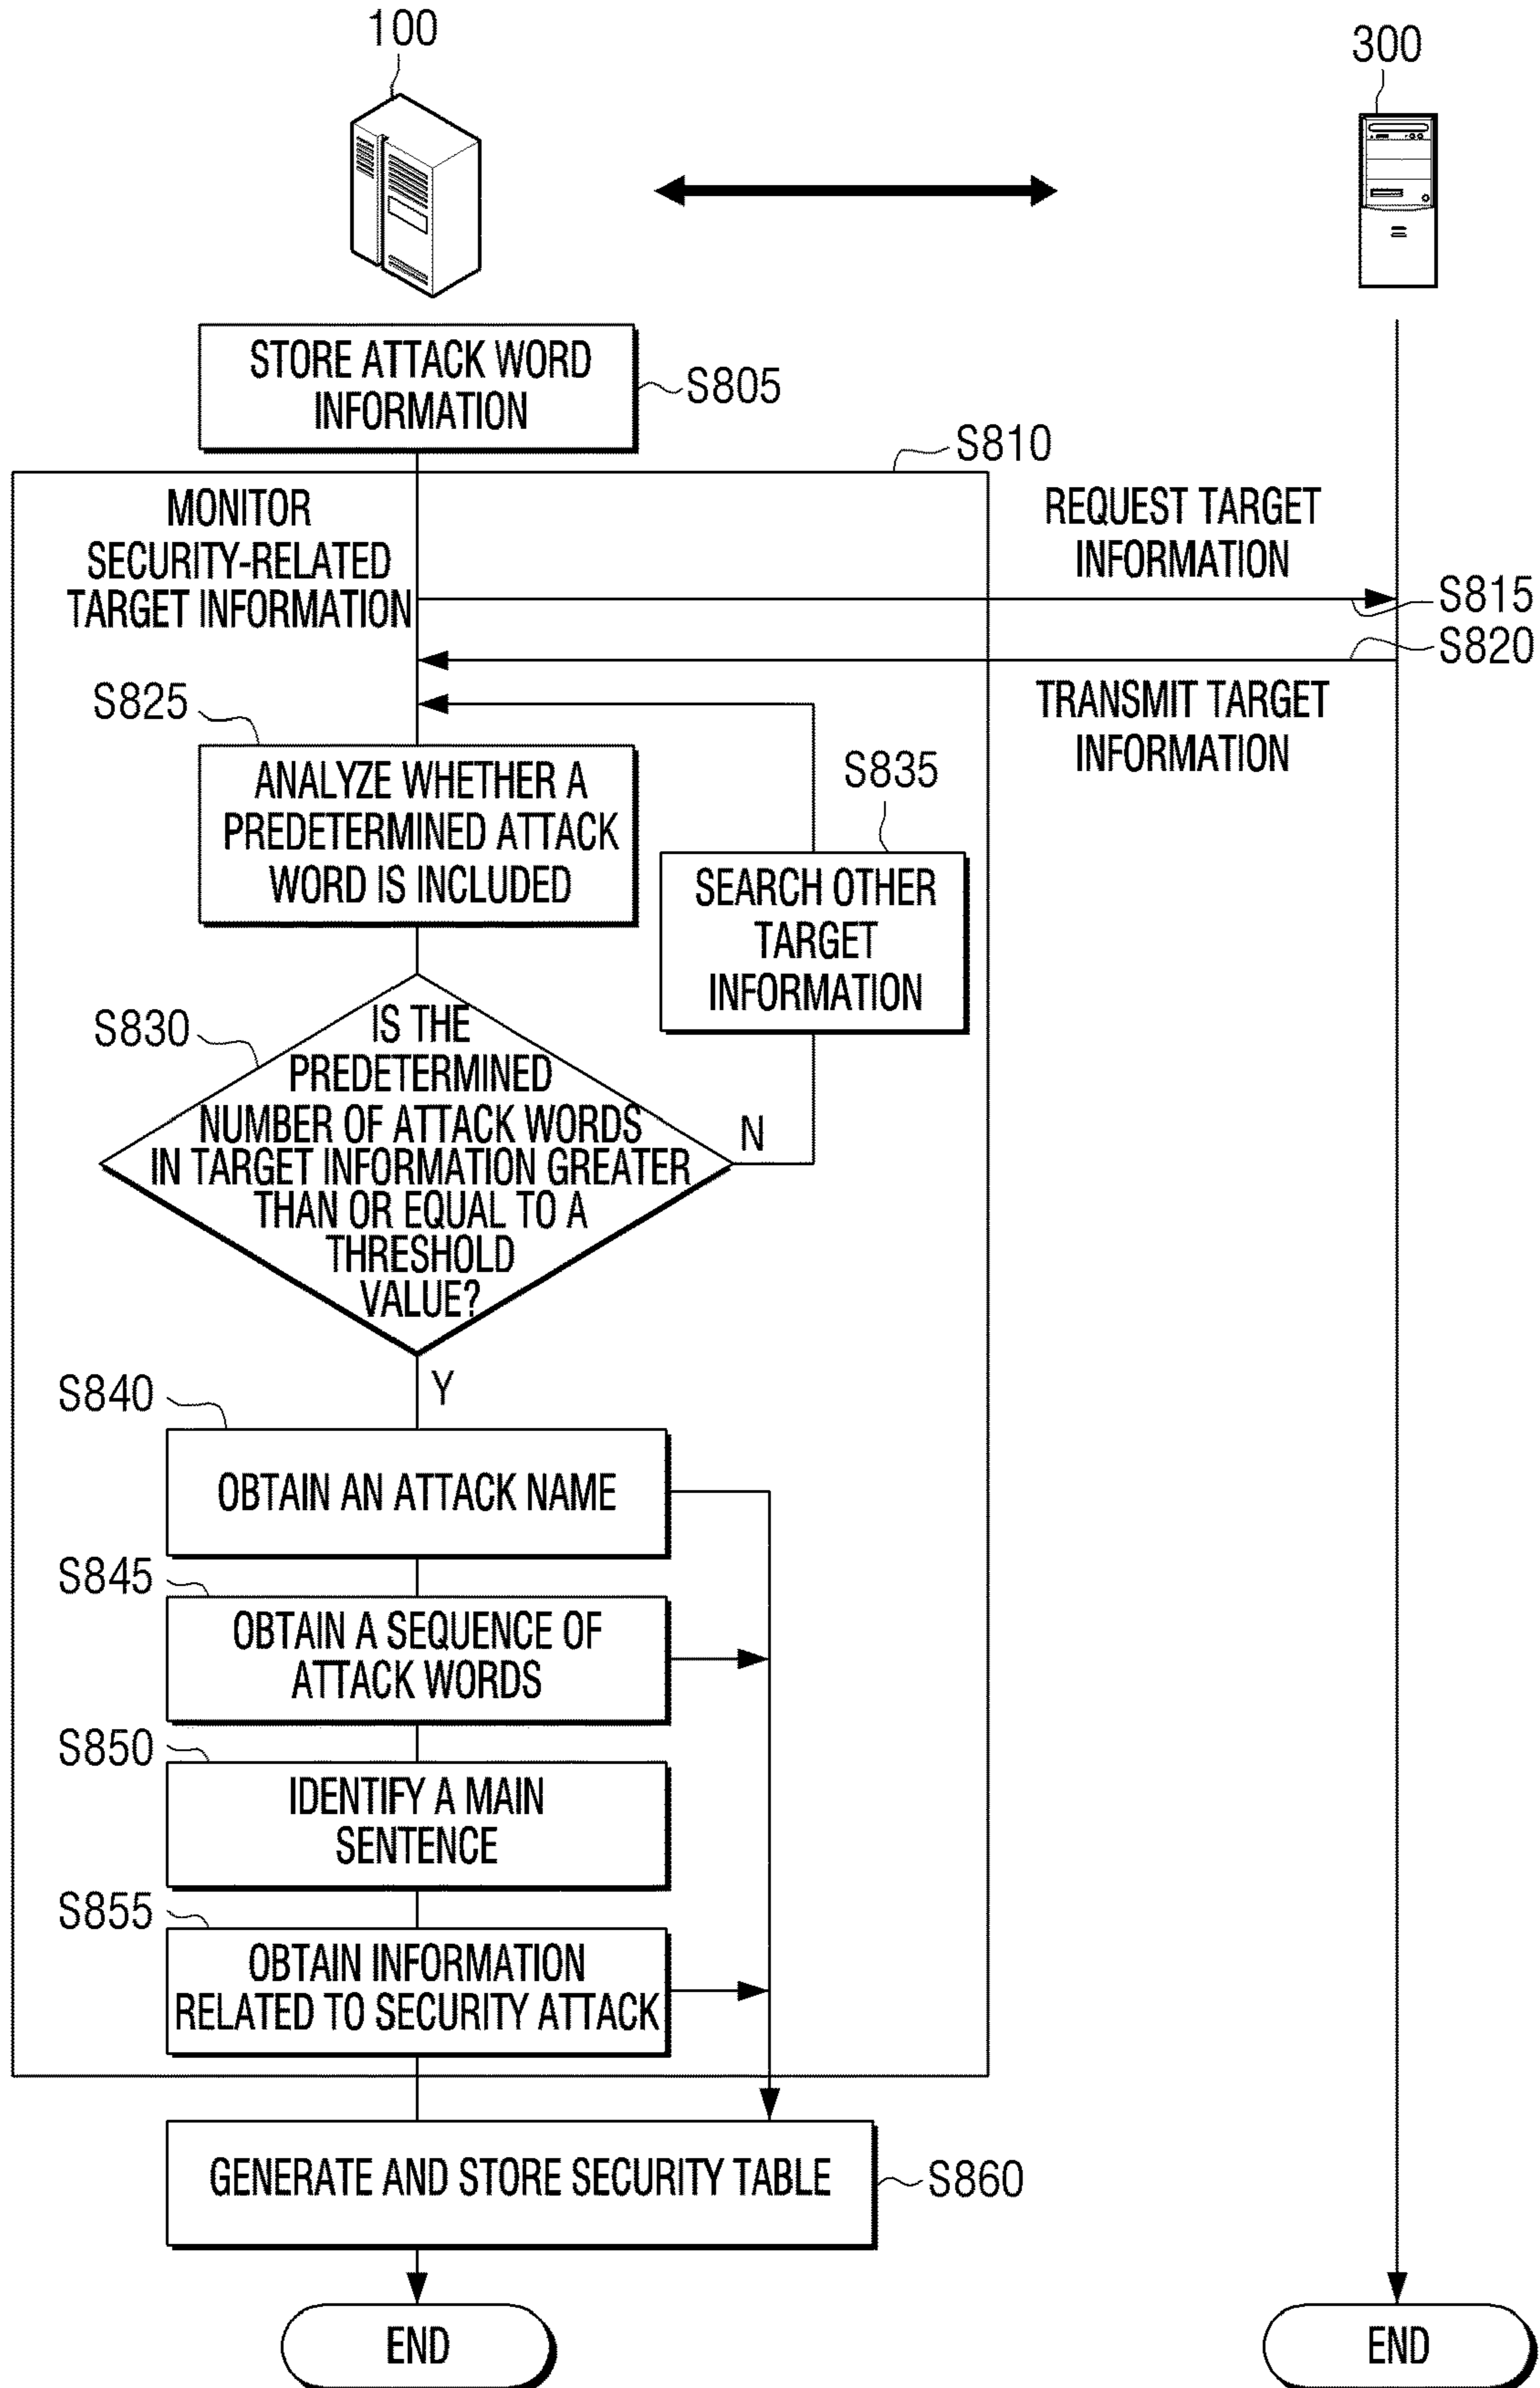 100
300
STORE ATTACK WORD
INFORMATION
S805
S810
MONITOR
SECURITY-RELATED
TARGET INFORMATION
REQUEST TARGET
INFORMATION
S815
S820
TRANSMIT TARGET
INFORMATION
S825
ANALYZE WHETHER A
PREDETERMINED ATTACK
WORD IS INCLUDED
S835
SEARCH OTHER
TARGET
INFORMATION
S830
IS THE
PREDETERMINED
NUMBER OF ATTACK WORDS
IN TARGET INFORMATION GREATER
THAN OR EQUAL TO A
THRESHOLD
VALUE?
N
Y
S840
OBTAIN AN ATTACK NAME
S845
OBTAIN A SEQUENCE OF
ATTACK WORDS
S850
IDENTIFY A MAIN
SENTENCE
S855
OBTAIN INFORMATION
RELATED TO SECURITY ATTACK
GENERATE AND STORE SECURITY TABLE
S860
END
END